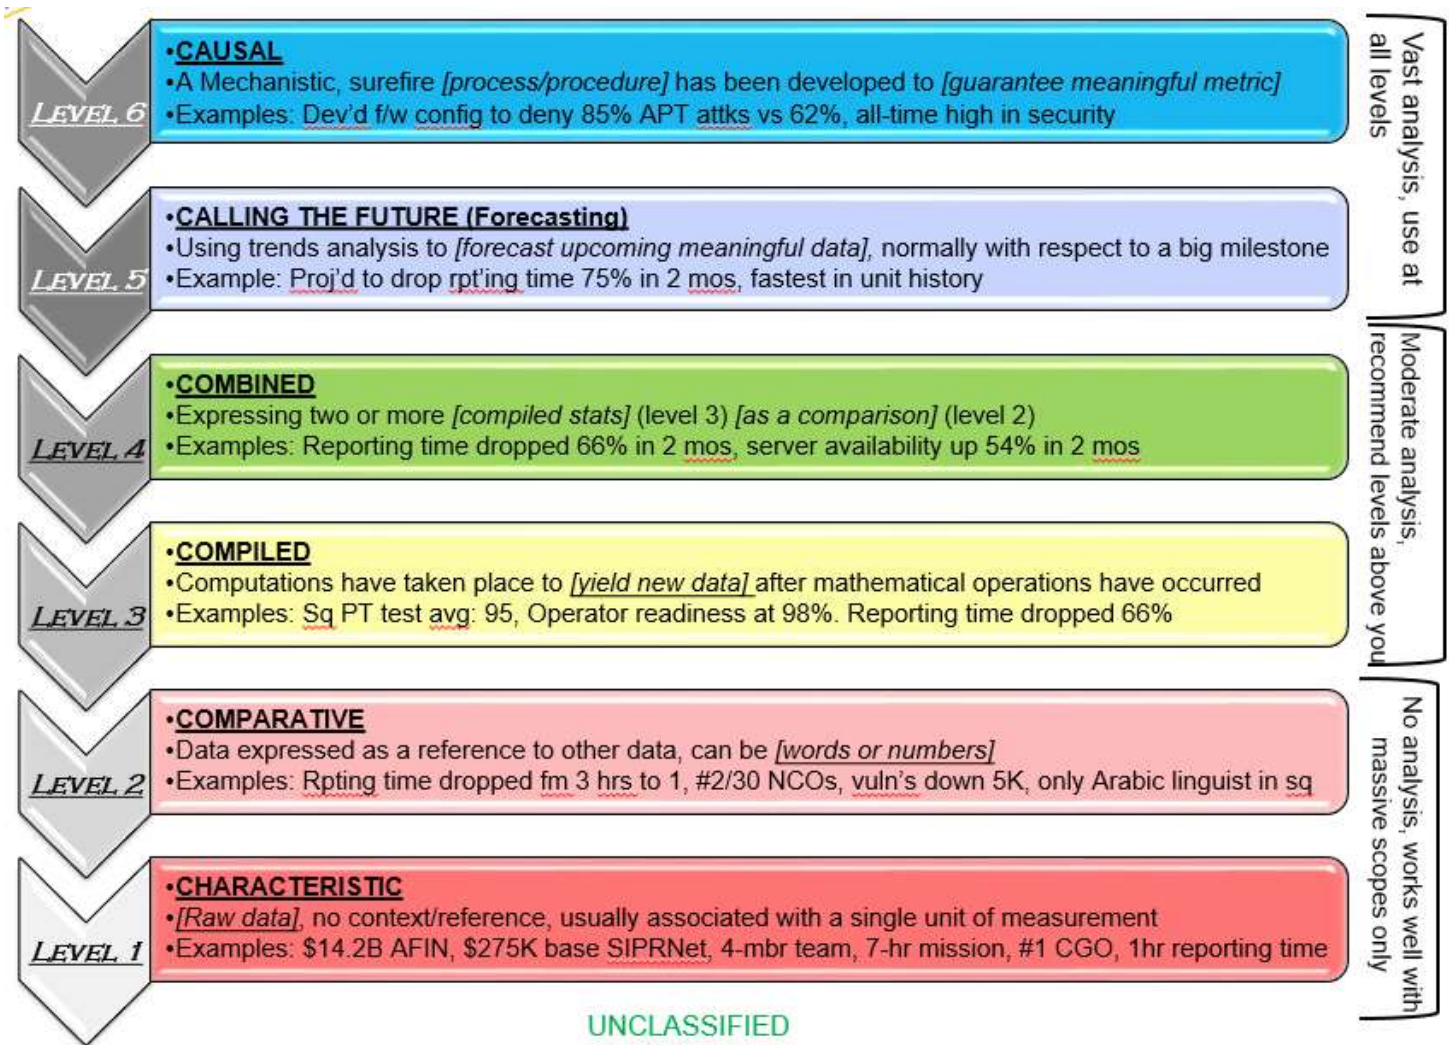 LEVEL 6
•CAUSAL
•A Mechanistic, surefire [process/procedure] has been developed to [guarantee meaningful metric]
•Examples: Dev'd f/w config to deny 85% APT attks vs 62%, all-time high in security
LEVEL 5
•CALLING THE FUTURE (Forecasting)
•Using trends analysis to [forecast upcoming meaningful data], normally with respect to a big milestone
•Example: Proj'd to drop rpt'ing time 75% in 2 mos, fastest in unit history
Vast analysis, use at
all levels
LEVEL 4
•COMBINED
•Expressing two or more [compiled stats] (level 3) [as a comparison] (level 2)
•Examples: Reporting time dropped 66% in 2 mos, server availability up 54% in 2 mos
LEVEL 3
•COMPILED
•Computations have taken place to [yield new data] after mathematical operations have occurred
•Examples: Sq PT test avg: 95, Operator readiness at 98%. Reporting time dropped 66%
Moderate analysis,
recommend levels above you
LEVEL 2
•COMPARATIVE
•Data expressed as a reference to other data, can be [words or numbers]
•Examples: Rpting time dropped fm 3 hrs to 1, #2/30 NCOs, vuln's down 5K, only Arabic linguist in sq
LEVEL 1
•CHARACTERISTIC
•[Raw data], no context/reference, usually associated with a single unit of measurement
•Examples: $14.2B AFIN, $275K base SIPRNet, 4-mbr team, 7-hr mission, #1 CGO, 1hr reporting time
No analysis, works well with
massive scopes only
UNCLASSIFIED